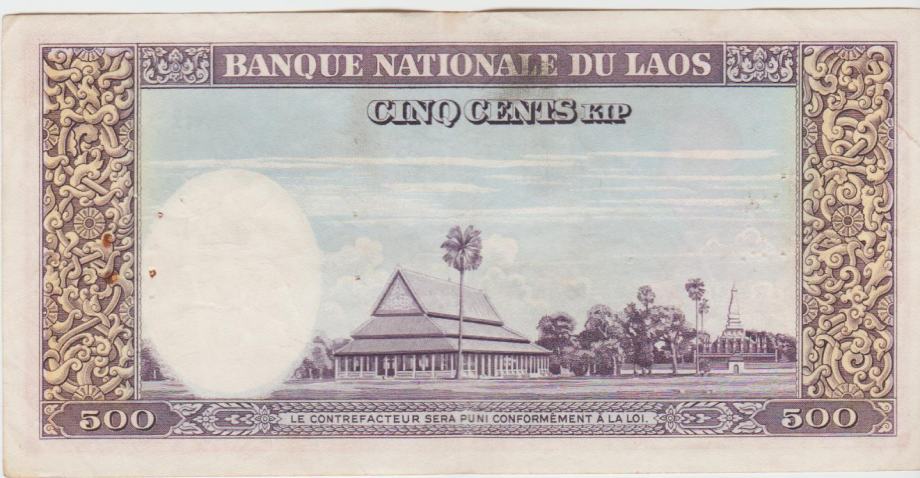 BANQUE NATIONALE DU LAOS
CINQ CENTS KIP
500
LE CONTREFACTEUR SERA PUNI CONFORMÉMENT À LA LOI.
500